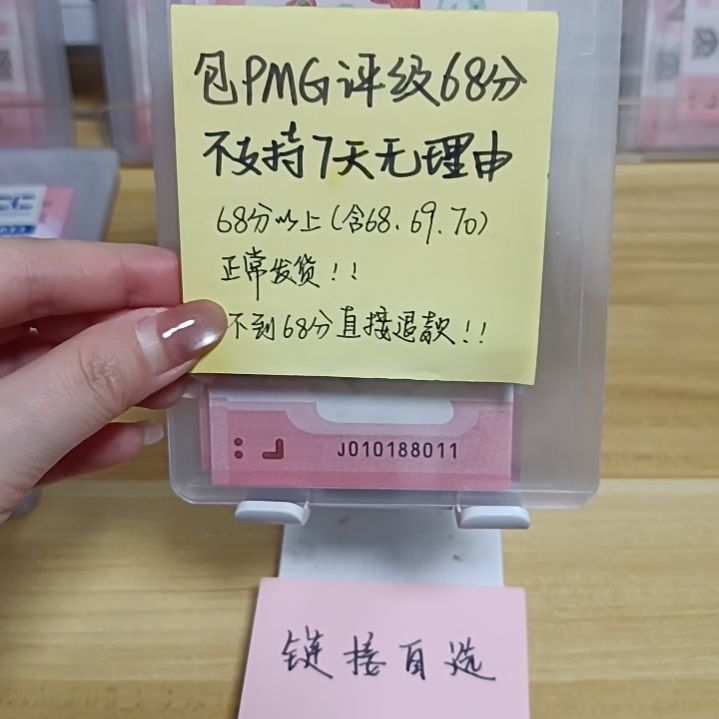 包PMG评级68分
不支持7天无理由
68分以上(含68、69、70)
正常发货!!
不到68分直接退款!!
J010188011
链接自选